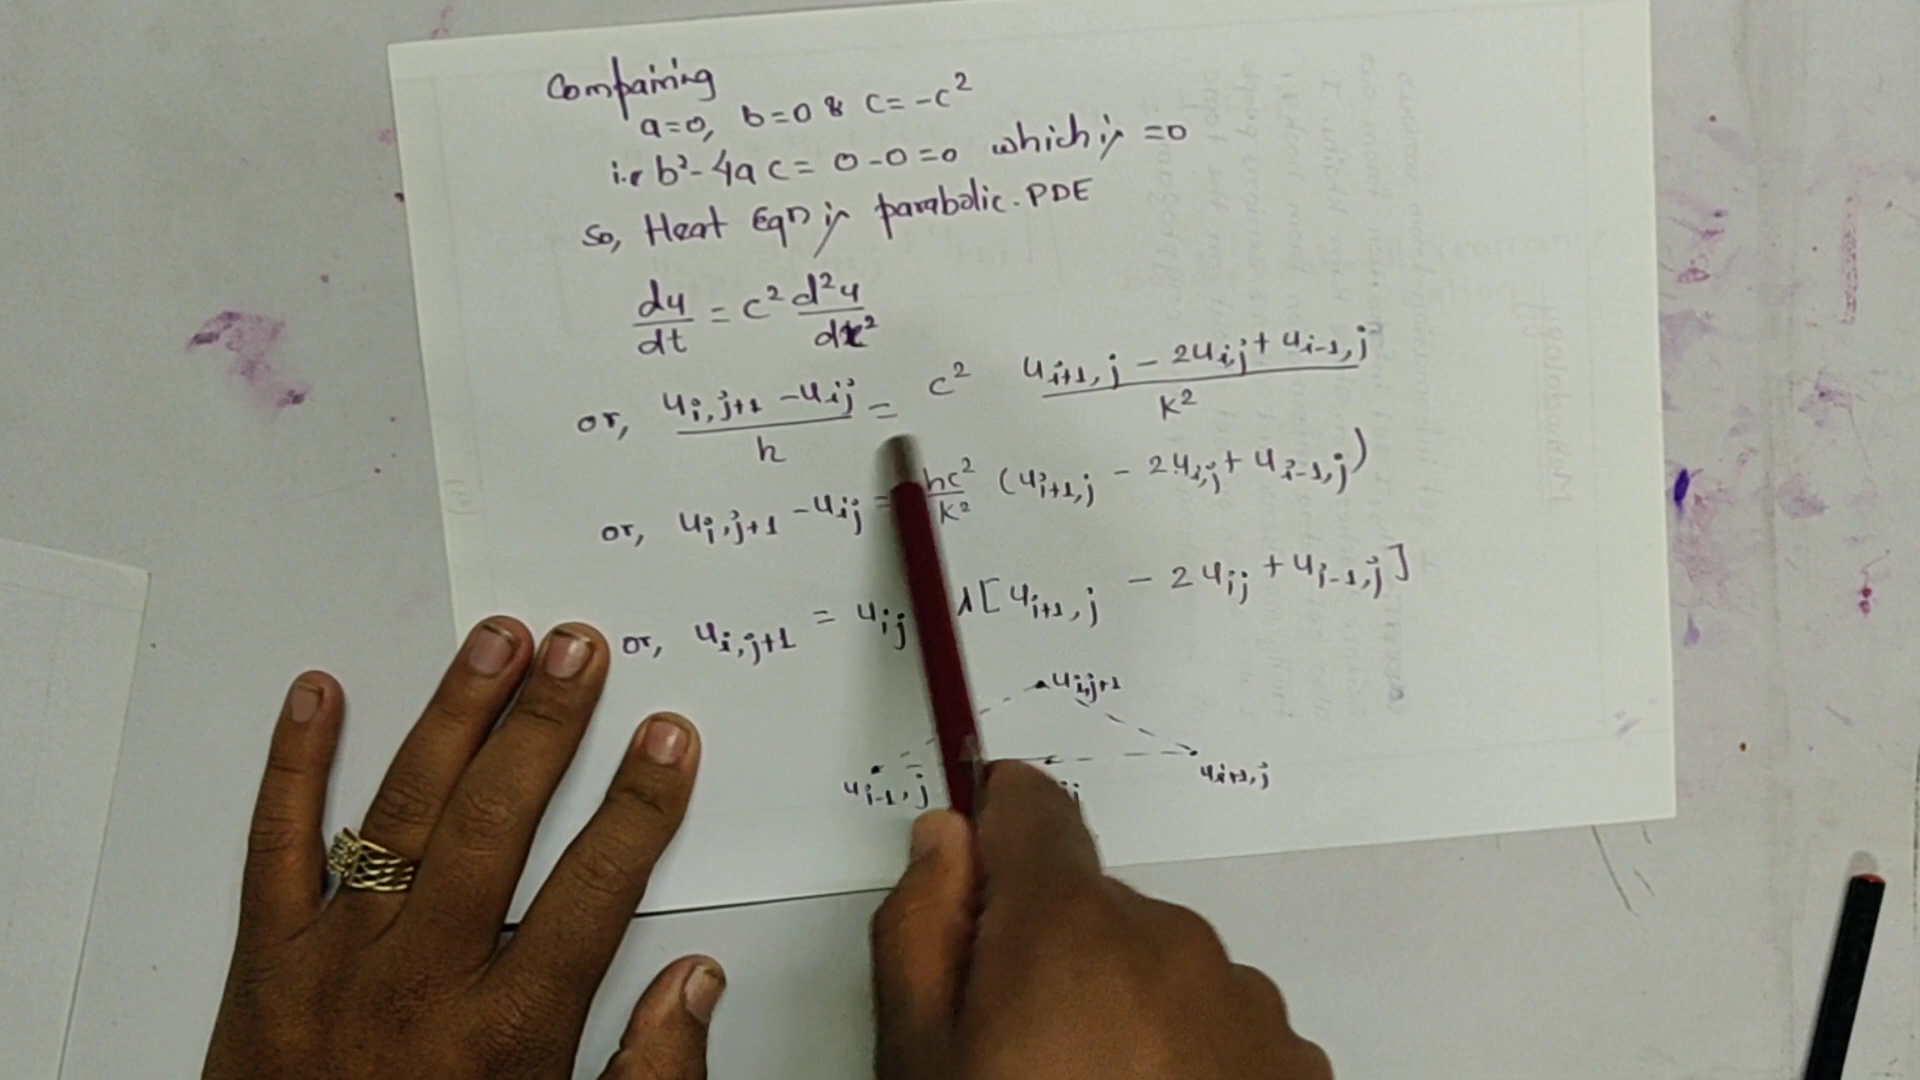 Comparing
a=0, b=0 & c=-c²
i.e b²-4ac = 0-0=0 which is =0
So, Heat Eqn is parabolic. PDE
du/dt = c² d²u/dx²
or, (u_{i,j+1} - u_{ij})/h = c² (u_{i+1,j} - 2u_{ij} + u_{i-1,j})/k²
or, u_{i,j+1} - u_{ij} = hc²/k² (u_{i+1,j} - 2u_{i,j} + u_{i-1,j})
or, u_{i,j+1} = u_{ij} λ[u_{i+1,j} - 2u_{ij} + u_{i-1,j}]
u_{i,j+1}
u_{i-1,j} u_{i+1,j}